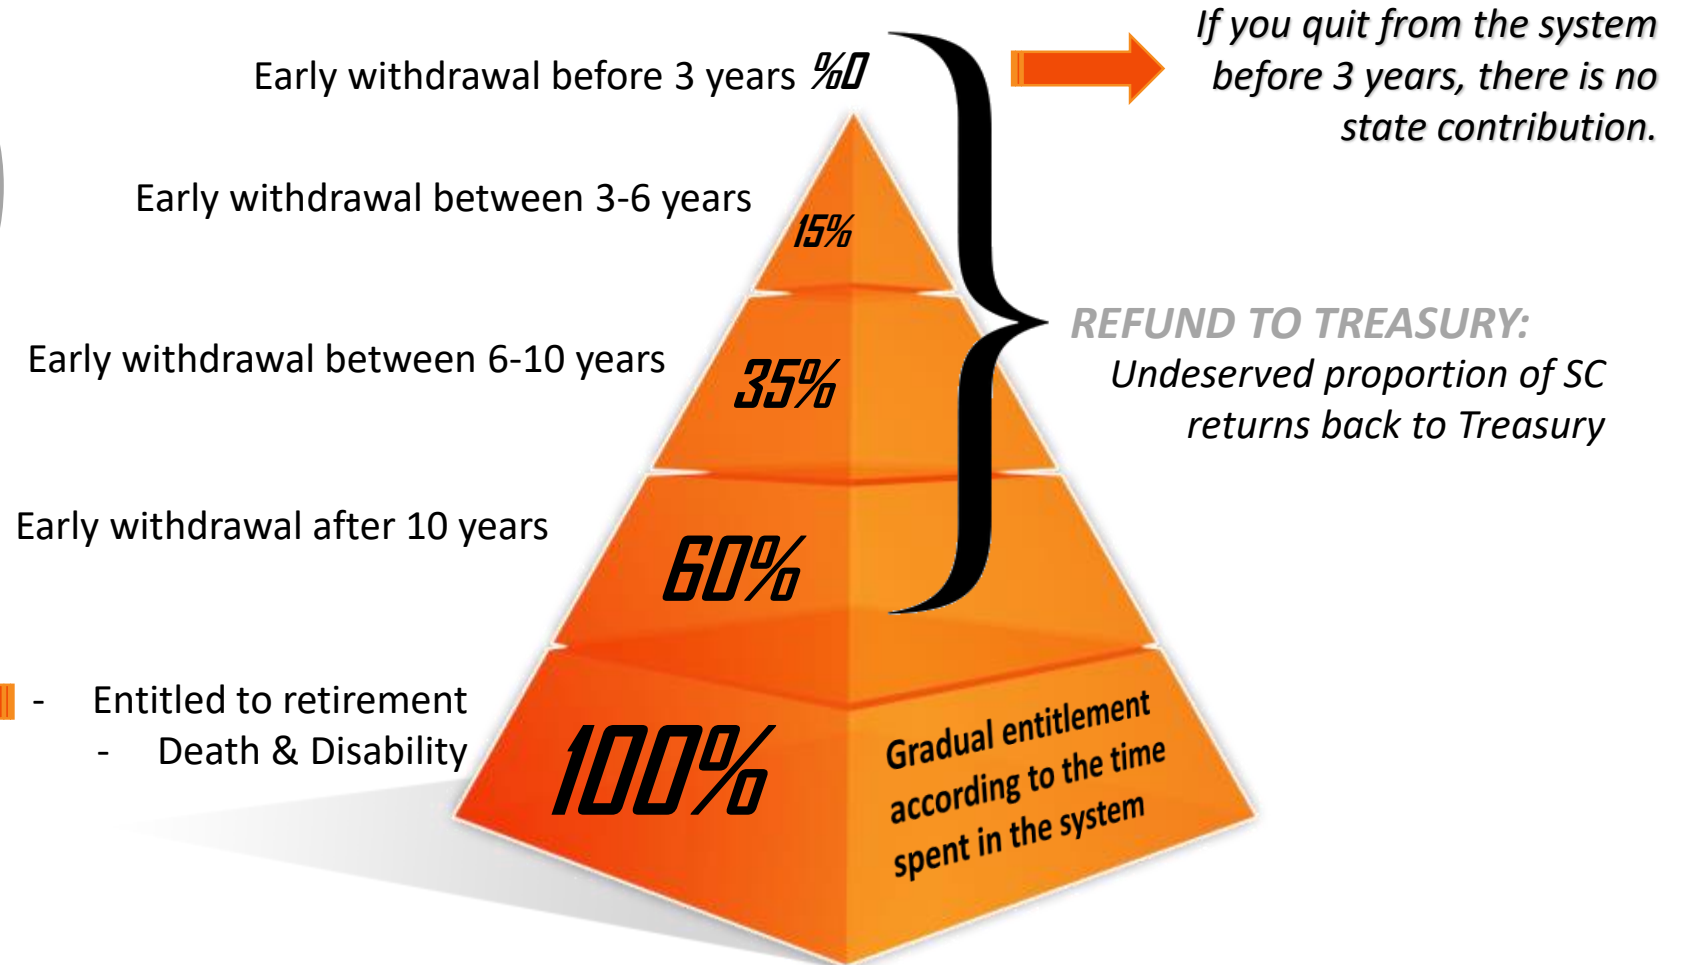 Early withdrawal before 3 years %0
If you quit from the system
before 3 years, there is no
state contribution.
Early withdrawal between 3-6 years
15%
Early withdrawal between 6-10 years
35%
REFUND TO TREASURY:
Undeserved proportion of SC
returns back to Treasury
Early withdrawal after 10 years
60%
- Entitled to retirement
- Death & Disability
100%
Gradual entitlement
according to the time
spent in the system